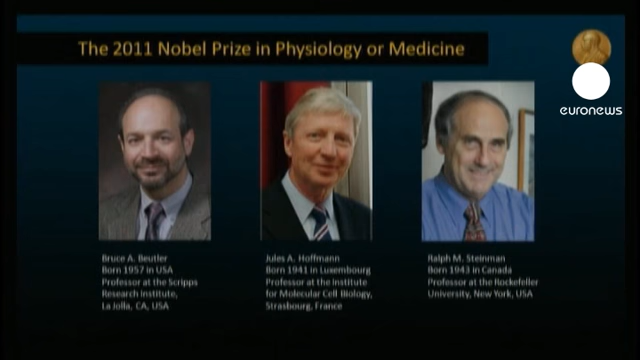 The 2011 Nobel Prize in Physiology or Medicine
euronews
Bruce A. Beutler
Born 1957 in USA
Professor at the Scripps
Research Institute,
La Jolla, CA, USA
Jules A. Hoffmann
Born 1941 in Luxembourg
Professor at the Institute
for Molecular Cell Biology,
Strasbourg, France
Ralph M. Steinman
Born 1943 in Canada
Professor at the Rockefeller
University, New York, USA